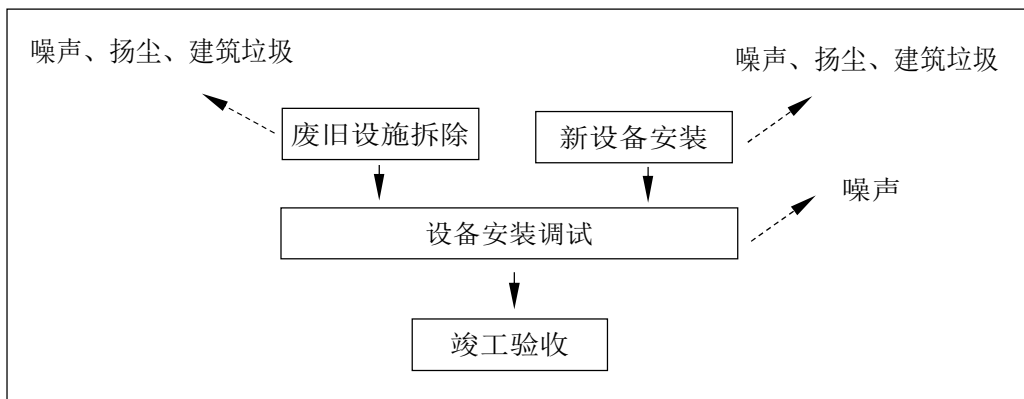 噪声、扬尘、建筑垃圾
噪声、扬尘、建筑垃圾
废旧设施拆除
新设备安装
噪声
设备安装调试
竣工验收